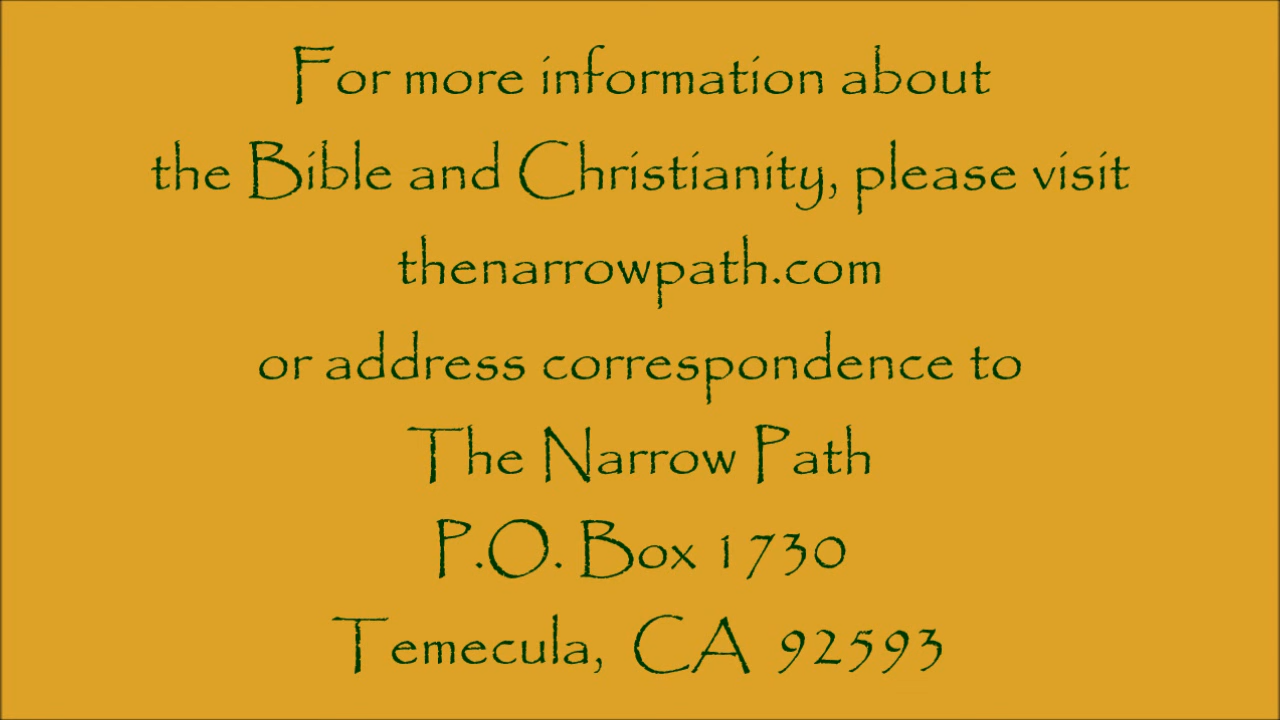 For more information about
the Bible and Christianity, please visit
thenarrowpath.com
or address correspondence to
The Narrow Path
P.O. Box 1730
Temecula, CA 92593